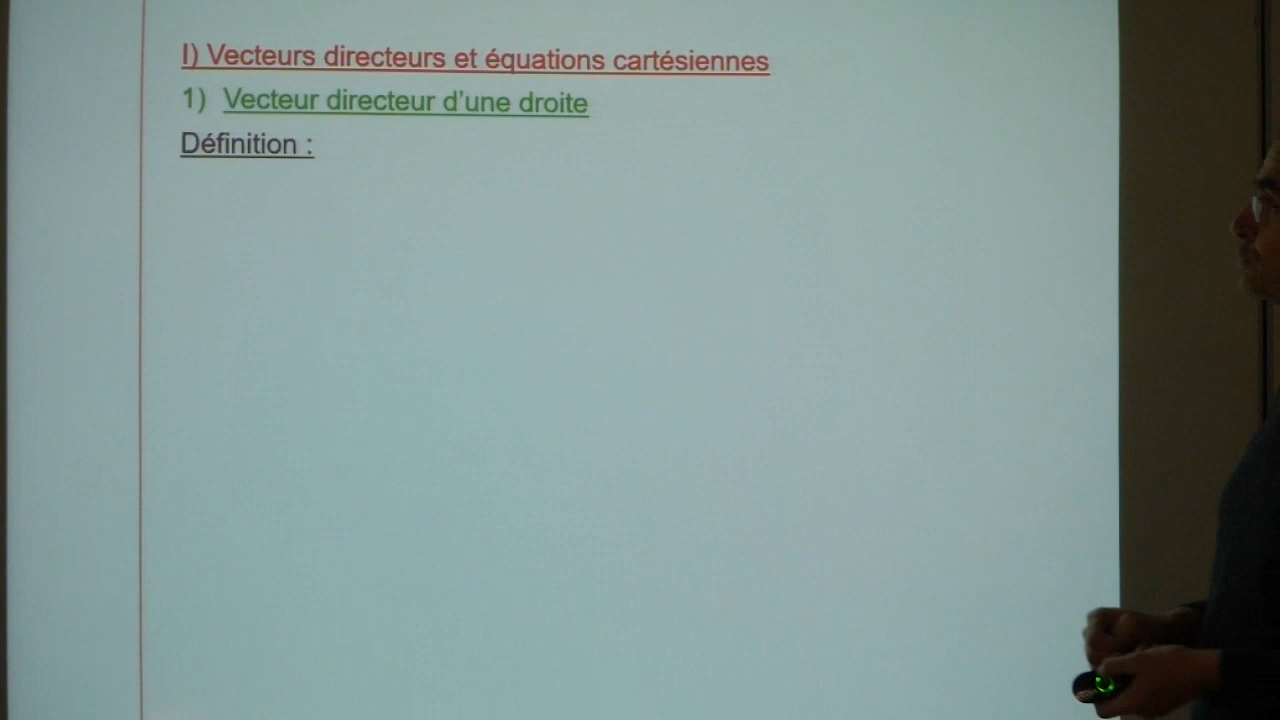 I) Vecteurs directeurs et équations cartésiennes
1) Vecteur directeur d'une droite
Définition :